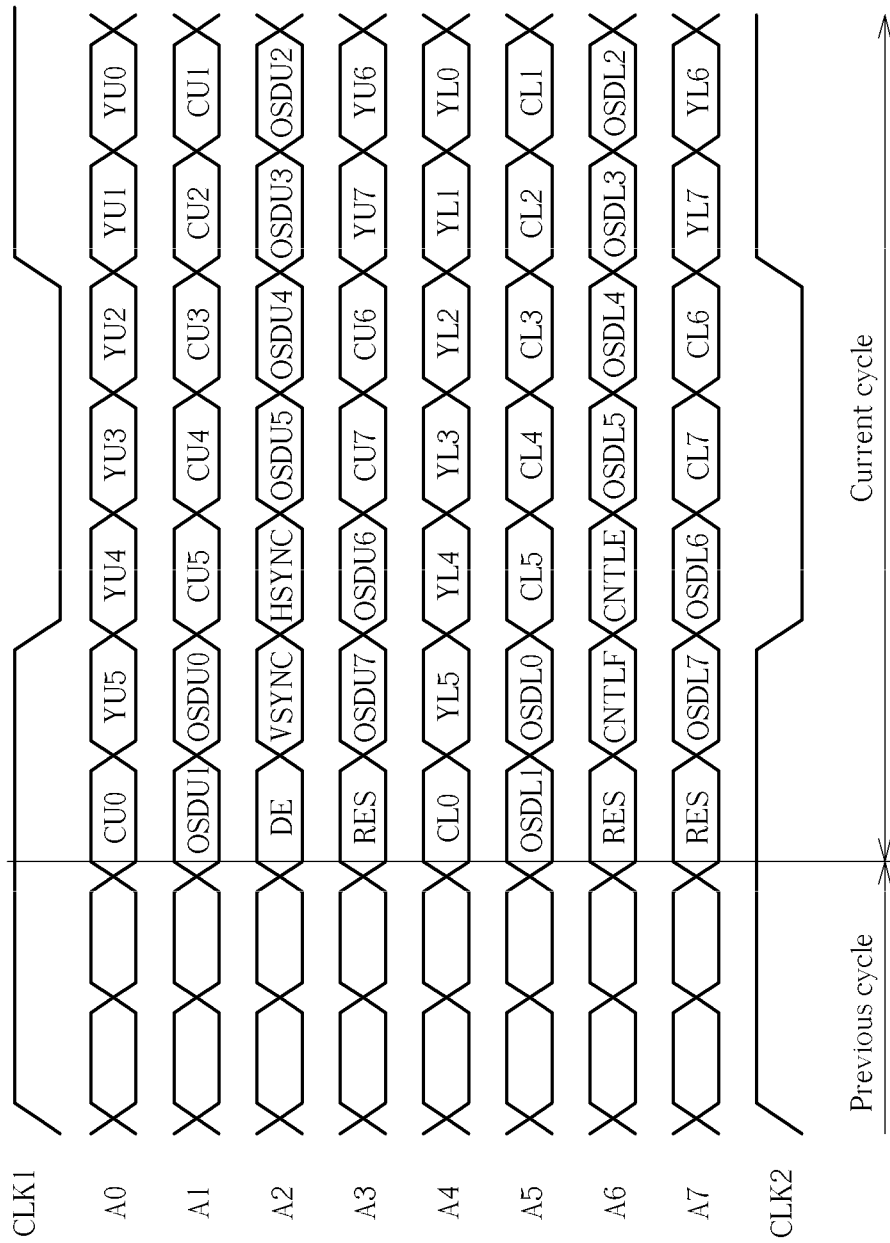 CLK1
A0 CU0 YU5 YU4 YU3 YU2 YU1 YU0
A1 OSDU1 OSDU0 CU5 CU4 CU3 CU2 CU1
A2 DE VSYNC HSYNC OSDU5 OSDU4 OSDU3 OSDU2
A3 RES OSDU7 OSDU6 CU7 CU6 YU7 YU6
A4 CL0 YL5 YL4 YL3 YL2 YL1 YL0
A5 OSDL1 OSDL0 CL5 CL4 CL3 CL2 CL1
A6 RES CNTLF CNTLE OSDL5 OSDL4 OSDL3 OSDL2
A7 RES OSDL7 OSDL6 CL7 CL6 YL7 YL6
CLK2
Previous cycle Current cycle